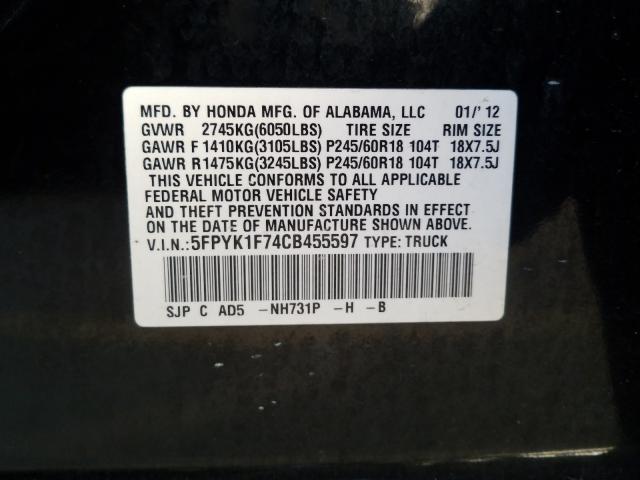 MFD. BY HONDA MFG. OF ALABAMA, LLC 01/'12
GVWR 2745KG(6050LBS) TIRE SIZE RIM SIZE
GAWR F 1410KG(3105LBS) P245/60R18 104T 18X7.5J
GAWR R1475KG(3245LBS) P245/60R18 104T 18X7.5J
THIS VEHICLE CONFORMS TO ALL APPLICABLE
FEDERAL MOTOR VEHICLE SAFETY
AND THEFT PREVENTION STANDARDS IN EFFECT
ON THE DATE OF MANUFACTURE SHOWN ABOVE.
V.I.N.:5FPYK1F74CB455597 TYPE: TRUCK
SJP C AD5 -NH731P -H -B